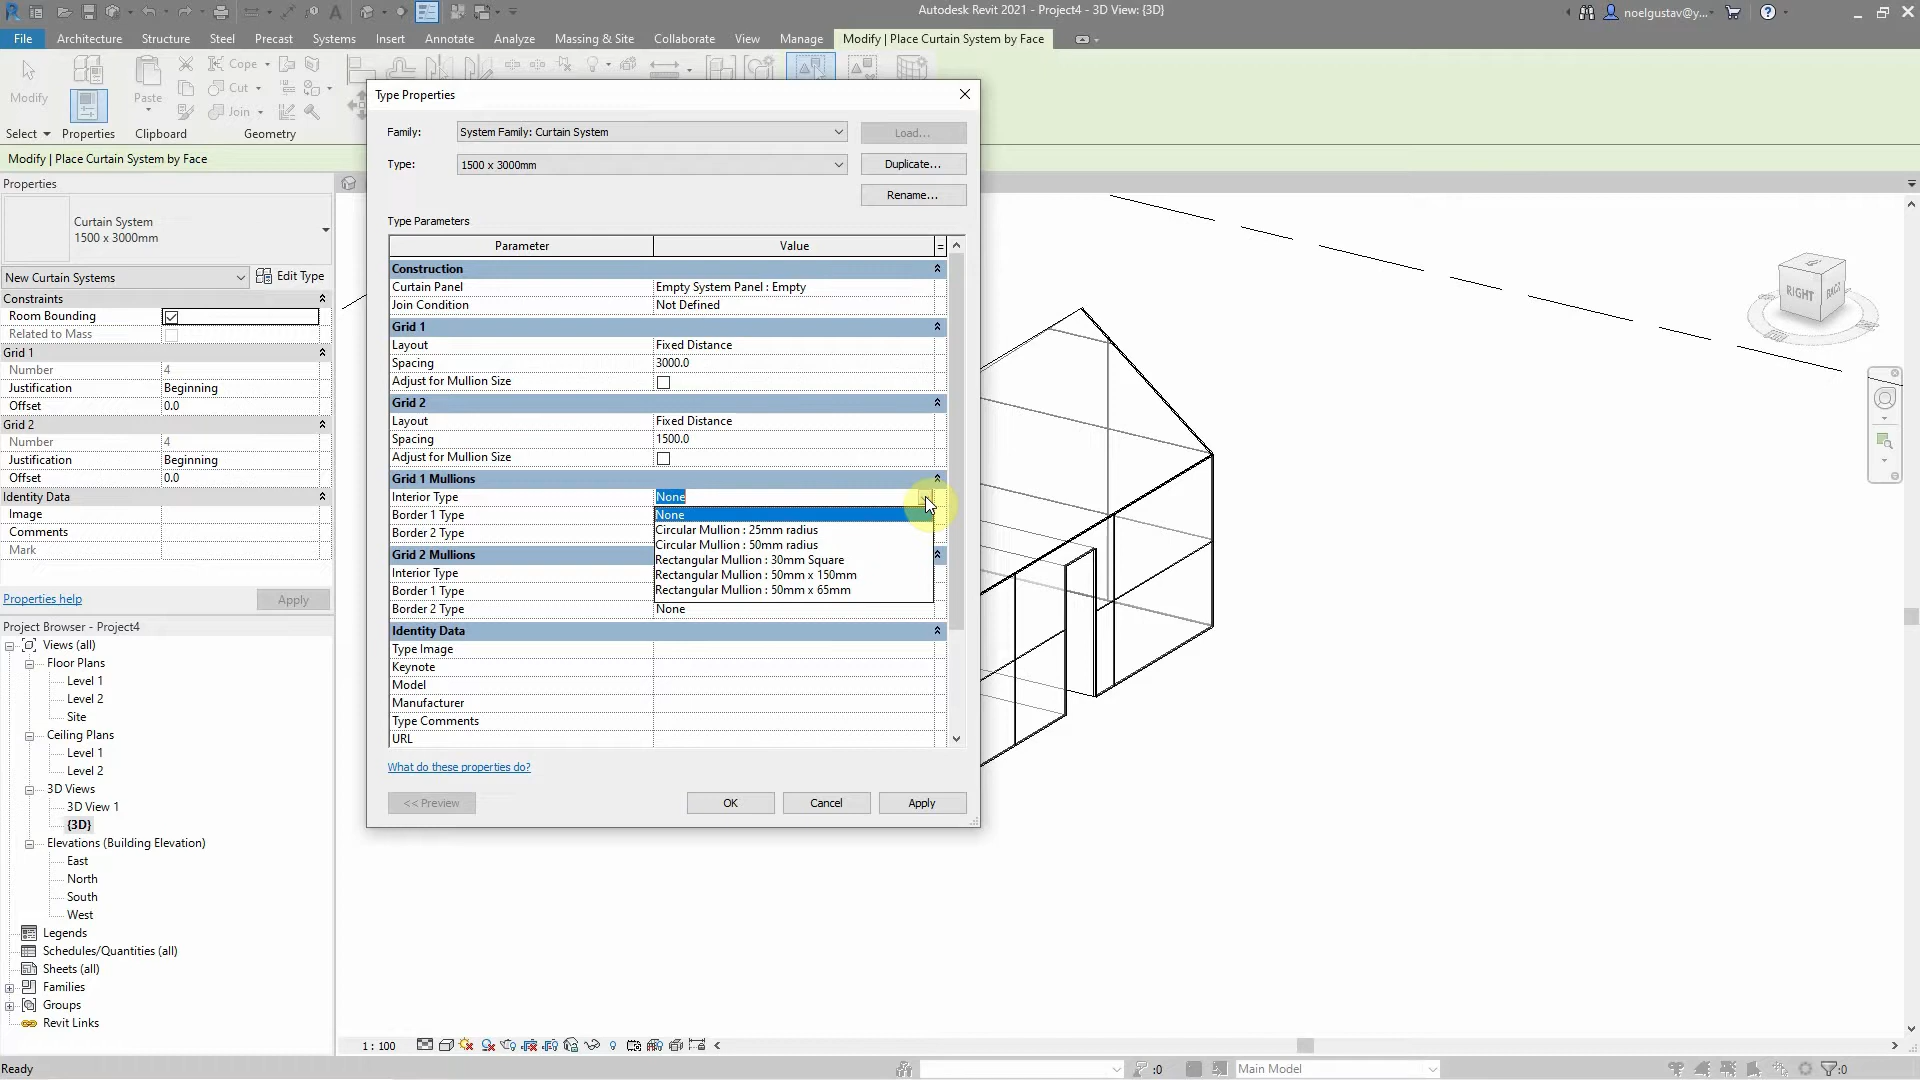 Autodesk Revit 2021 - Project4 - 3D View: {3D}
noelgustav@y...
File Architecture Structure Steel Precast Systems Insert Annotate Analyze Massing & Site Collaborate View Manage Modify | Place Curtain System by Face
Modify
Paste
Cope
Cut
Join
Select Properties Clipboard Geometry
Modify | Place Curtain System by Face
Properties
Curtain System
1500 x 3000mm
New Curtain Systems
Edit Type
Constraints
Room Bounding
Related to Mass
Grid 1
Number 4
Justification Beginning
Offset 0.0
Grid 2
Number 4
Justification Beginning
Offset 0.0
Identity Data
Image
Comments
Mark
Properties help
Apply
Project Browser - Project4
Views (all)
Floor Plans
Level 1
Level 2
Site
Ceiling Plans
Level 1
Level 2
3D Views
3D View 1
{3D}
Elevations (Building Elevation)
East
North
South
West
Legends
Schedules/Quantities (all)
Sheets (all)
Families
Groups
Revit Links
Type Properties
Family: System Family: Curtain System Load...
Type: 1500 x 3000mm Duplicate...
Rename...
Type Parameters
Parameter Value =
Construction
Curtain Panel Empty System Panel : Empty
Join Condition Not Defined
Grid 1
Layout Fixed Distance
Spacing 3000.0
Adjust for Mullion Size
Grid 2
Layout Fixed Distance
Spacing 1500.0
Adjust for Mullion Size
Grid 1 Mullions
Interior Type None
Border 1 Type
Border 2 Type
None
Circular Mullion : 25mm radius
Circular Mullion : 50mm radius
Rectangular Mullion : 30mm Square
Rectangular Mullion : 50mm x 150mm
Rectangular Mullion : 50mm x 65mm
Grid 2 Mullions
Interior Type
Border 1 Type
Border 2 Type None
Identity Data
Type Image
Keynote
Model
Manufacturer
Type Comments
URL
What do these properties do?
<< Preview OK Cancel Apply
RIGHT
BACK
1 : 100
Ready
:0
Main Model
:0